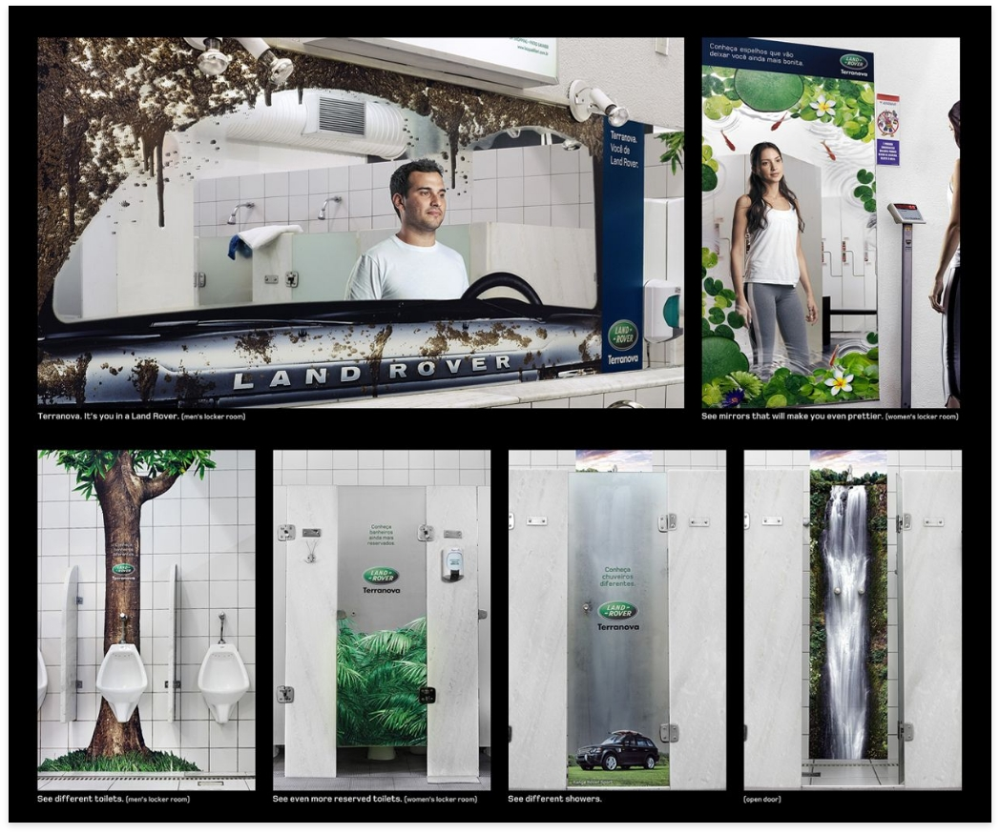 Terranova.
Você de
Land Rover.
LAND ROVER
LAND-
-ROVER
Terranova
Terranova. It's you in a Land Rover. (men's locker room)
Conheça espelhos que vão
deixar você ainda mais bonita.
LAND-
-ROVER
Terranova
See mirrors that will make you even prettier. (women's locker room)
Conheça
banheiros
diferentes.
LAND-
-ROVER
Terranova
See different toilets. (men's locker room)
Conheça
banheiros
ainda mais
reservados.
LAND-
-ROVER
Terranova
See even more reserved toilets. (women's locker room)
Conheça
chuveiros
diferentes.
LAND-
-ROVER
Terranova
See different showers.
(open door)